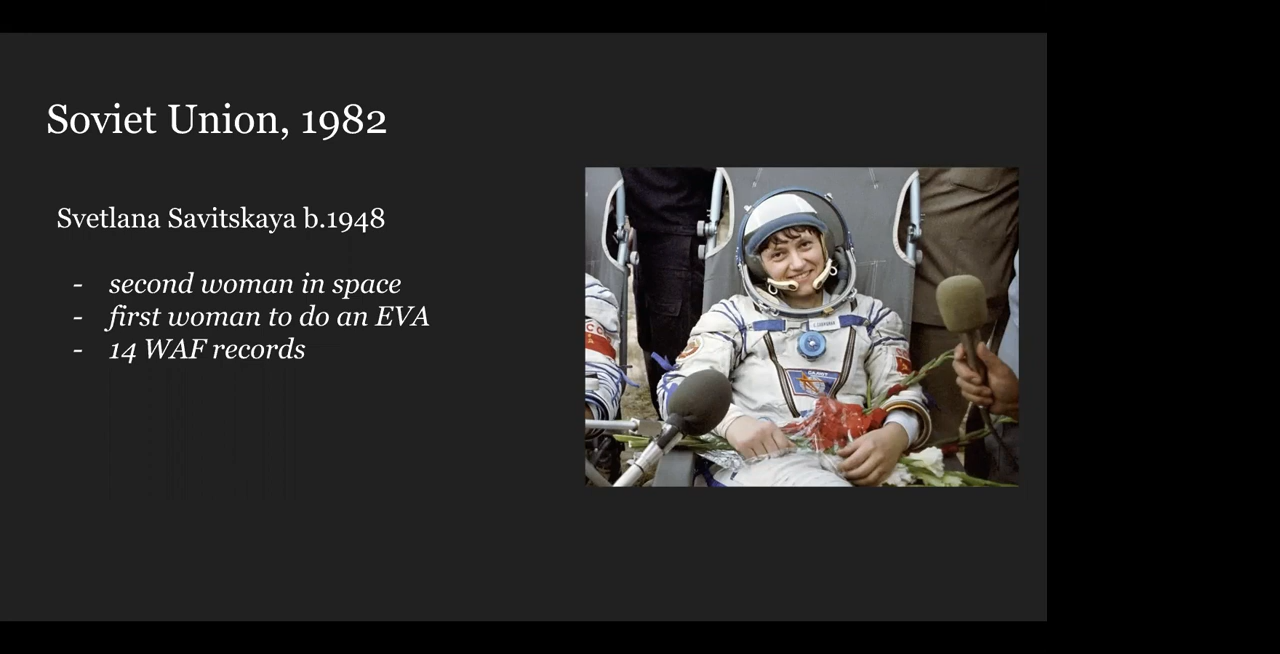 Soviet Union, 1982
Svetlana Savitskaya b.1948
- second woman in space
- first woman to do an EVA
- 14 WAF records